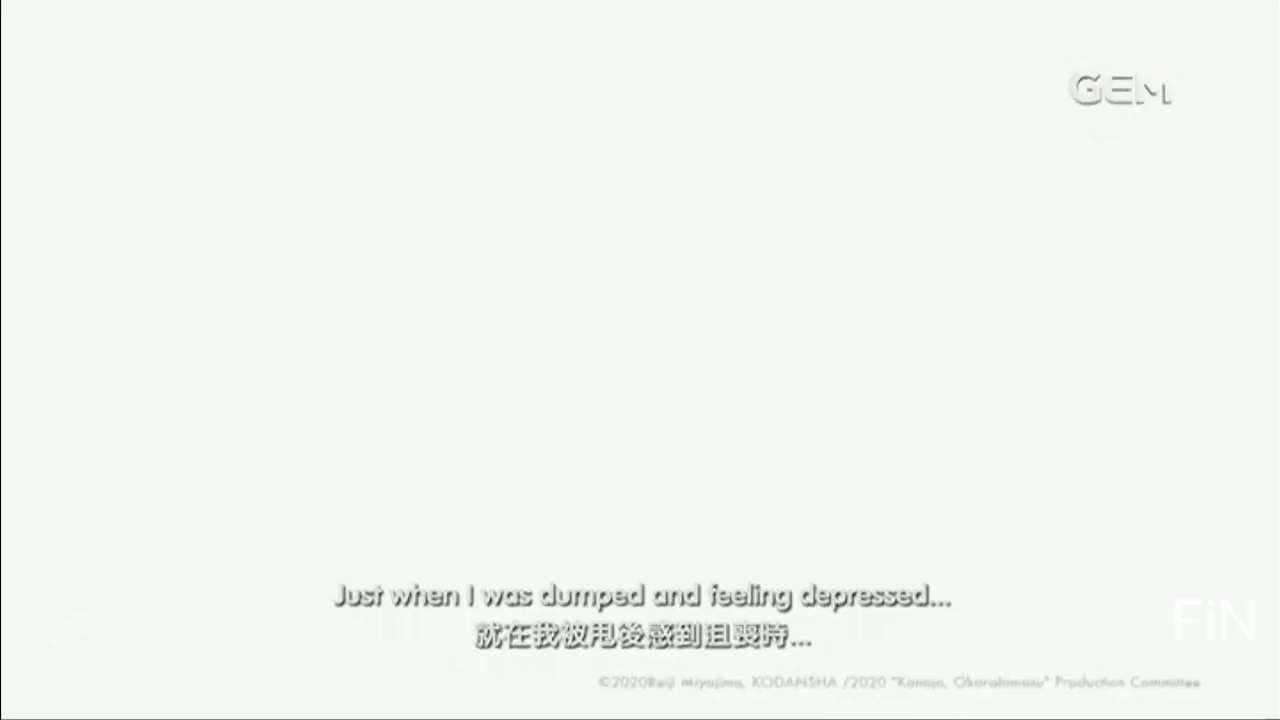 GEM
Just when I was dumped and feeling depressed...
就在我被甩後感到沮喪時...
FiN
©2020Reiji Miyajima, KODANSHA /2020 "Kanojo, Okarishimasu" Production Committee